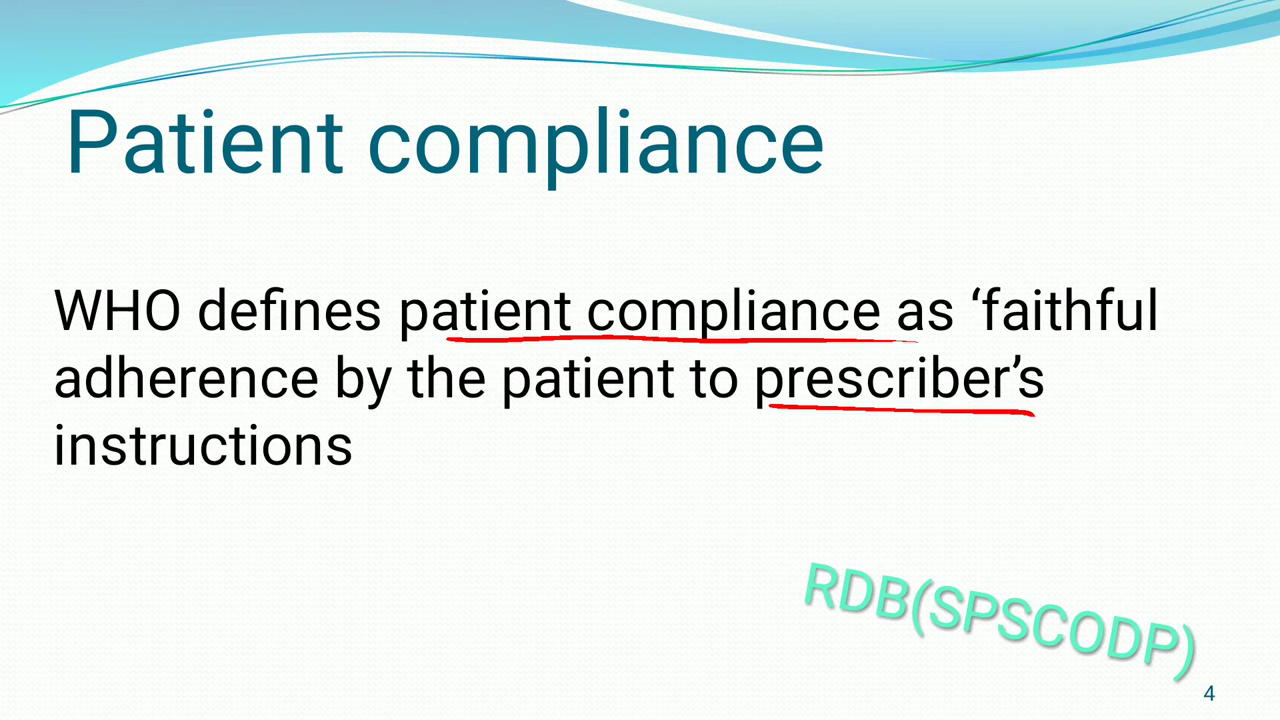 Patient compliance
WHO defines patient compliance as ‘faithful
adherence by the patient to prescriber’s
instructions
RDB(SPSCODP)
4